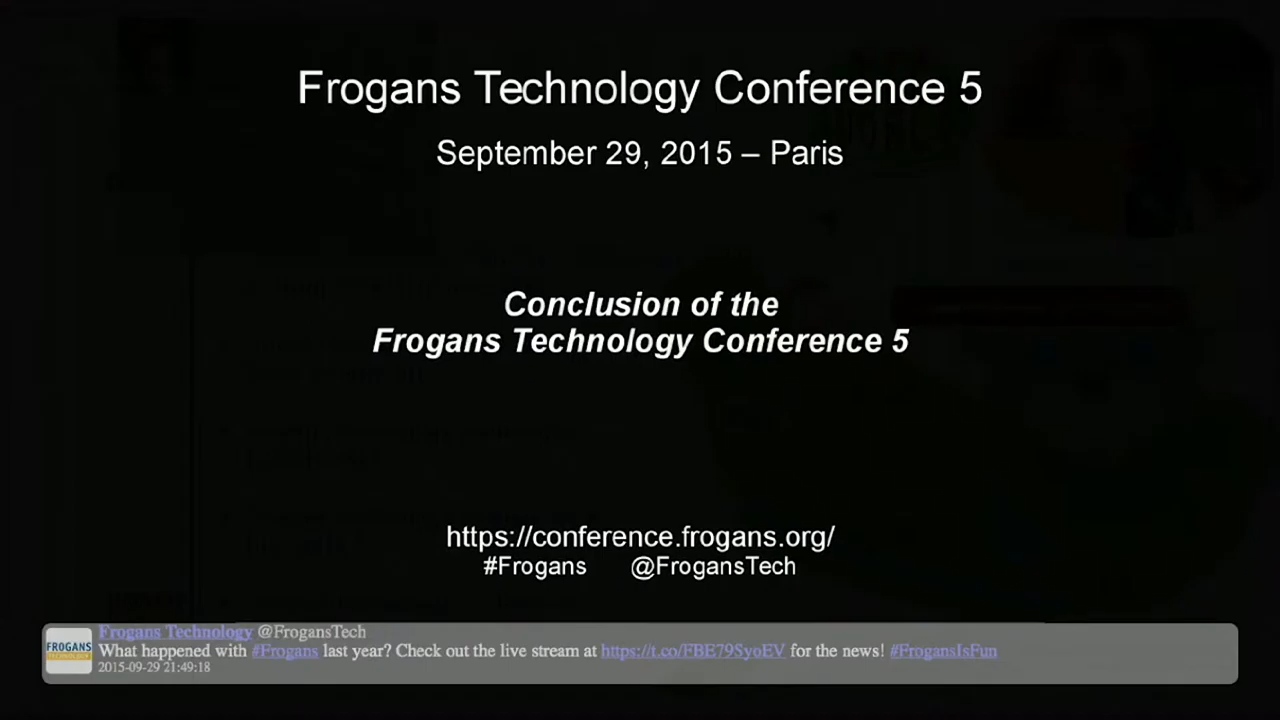 Frogans Technology Conference 5
September 29, 2015 – Paris
Conclusion of the
Frogans Technology Conference 5
https://conference.frogans.org/
#Frogans @FrogansTech
Frogans Technology @FrogansTech
FROGANS
TECHNOLOGY
What happened with #Frogans last year? Check out the live stream at https://t.co/FBE79SyoEV for the news! #FrogansIsFun
2015-09-29 21:49:18